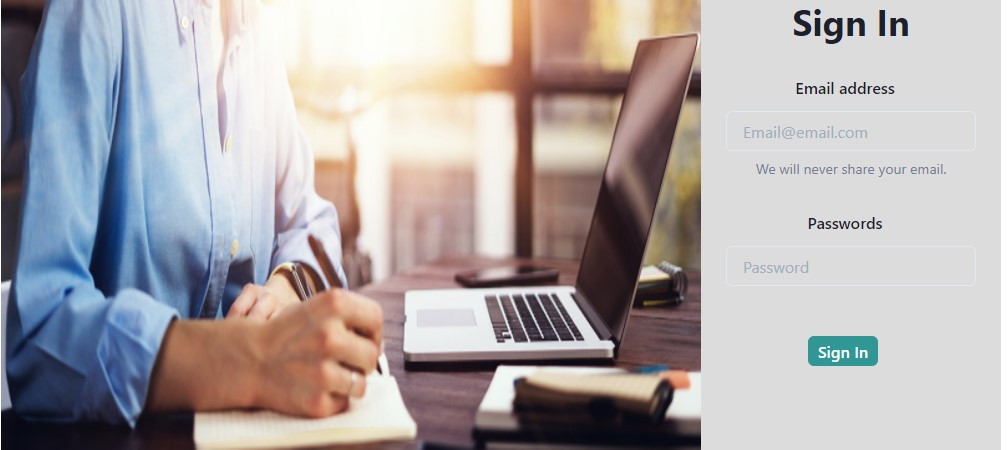 Sign In
Email address
Email@email.com
We will never share your email.
Passwords
Password
Sign In